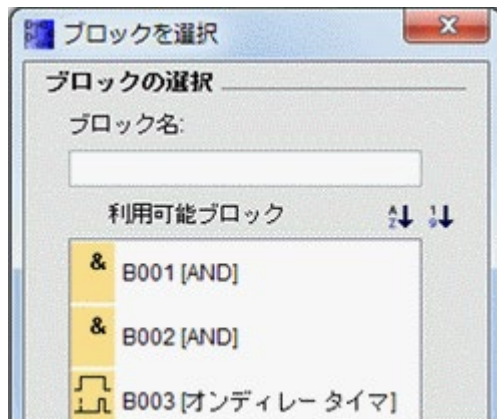 ブロックを選択
ブロックの選択
ブロック名:
利用可能ブロック
& B001 [AND]
& B002 [AND]
B003 [オンディレー タイマ]